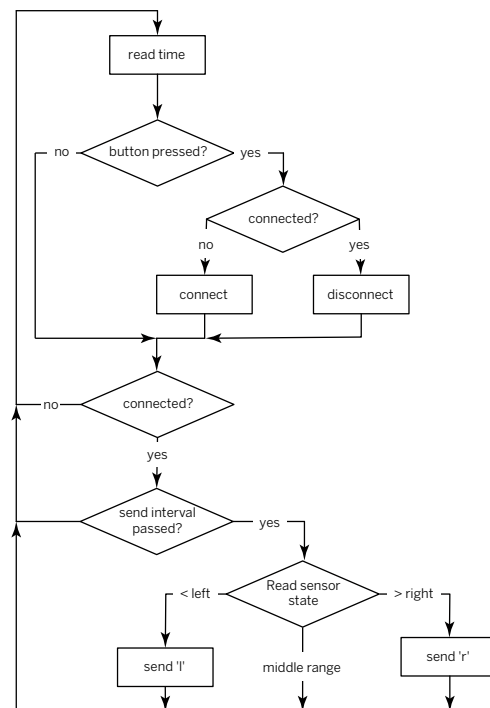 read time
button pressed?
no
yes
connected?
no
yes
connect
disconnect
connected?
no
yes
send interval
passed?
yes
Read sensor
state
< left
> right
send 'l'
middle range
send 'r'